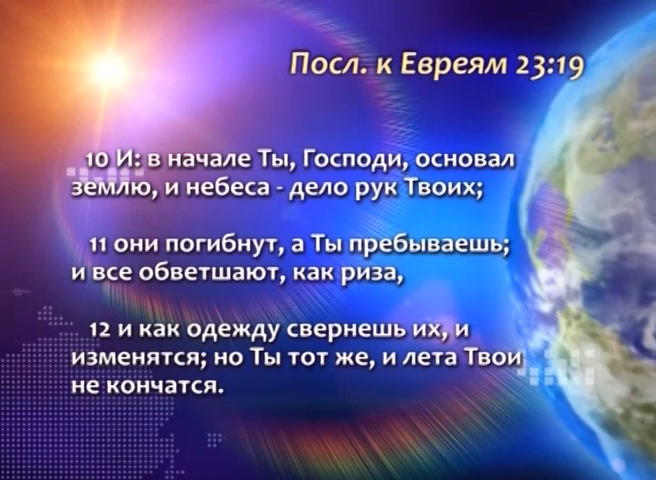 Посл. к Евреям 23:19
10 И: в начале Ты, Господи, основал
землю, и небеса - дело рук Твоих;
11 они погибнут, а Ты пребываешь;
и все обветшают, как риза,
12 и как одежду свернешь их, и
изменятся; но Ты тот же, и лета Твои
не кончатся.